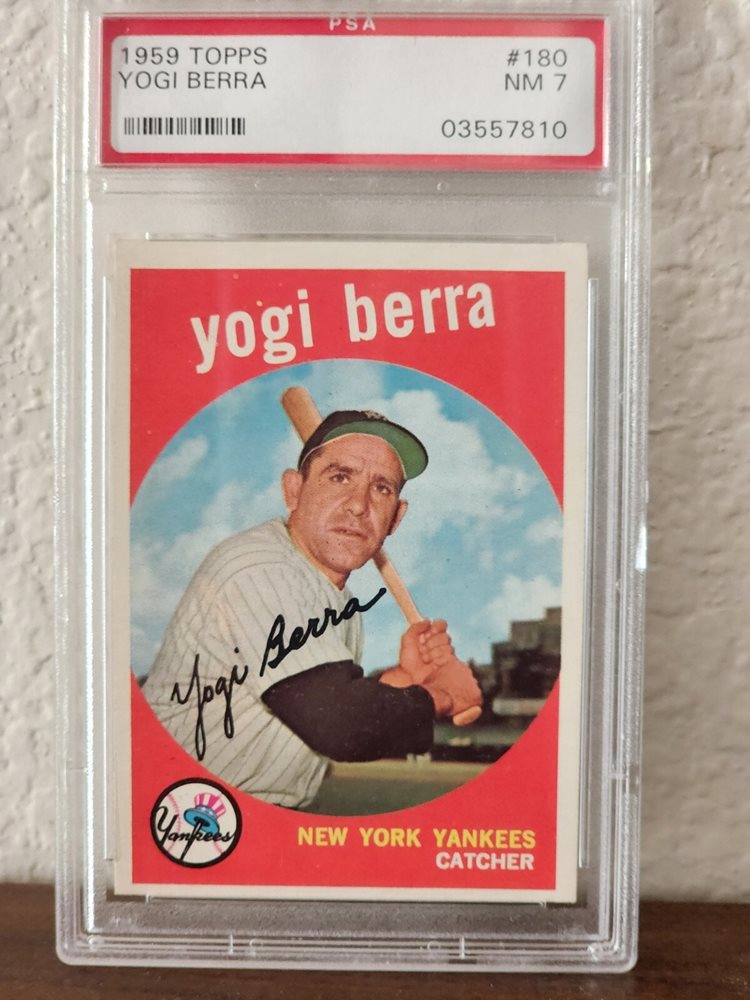 PSA
1959 TOPPS #180
YOGI BERRA NM 7
03557810
yogi berra
Yogi Berra
Yankees
NEW YORK YANKEES
CATCHER